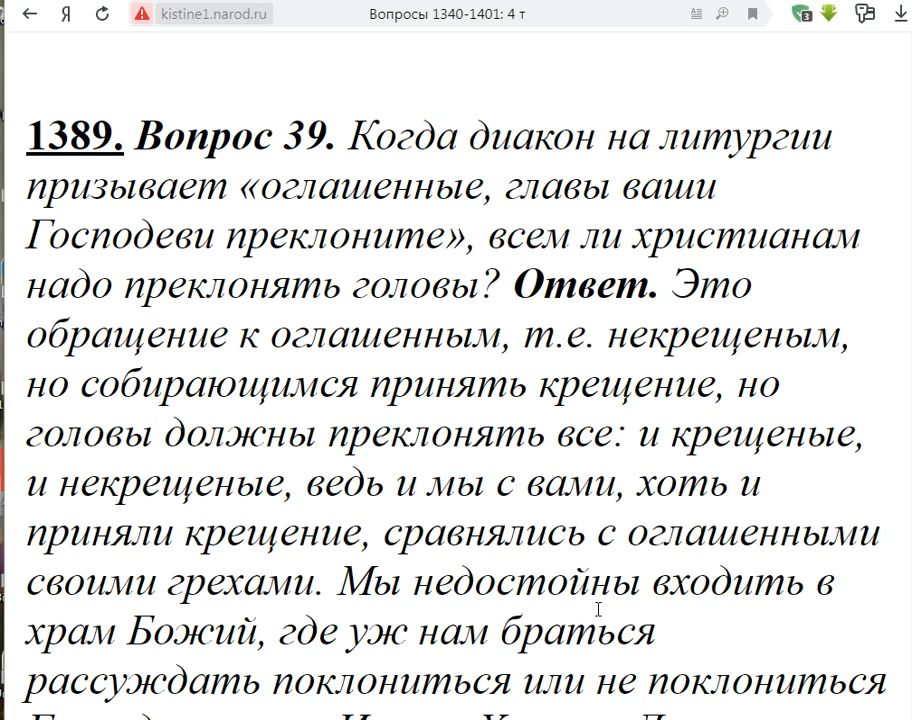 Я kistine1.narod.ru Вопросы 1340-1401: 4 т 3
1389. Вопрос 39. Когда диакон на литургии
призывает «оглашенные, главы ваши
Господеви преклоните», всем ли христианам
надо преклонять головы? Ответ. Это
обращение к оглашенным, т.е. некрещеным,
но собирающимся принять крещение, но
головы должны преклонять все: и крещеные,
и некрещеные, ведь и мы с вами, хоть и
приняли крещение, сравнялись с оглашенными
своими грехами. Мы недостойны входить в
храм Божий, где уж нам браться
рассуждать поклониться или не поклониться